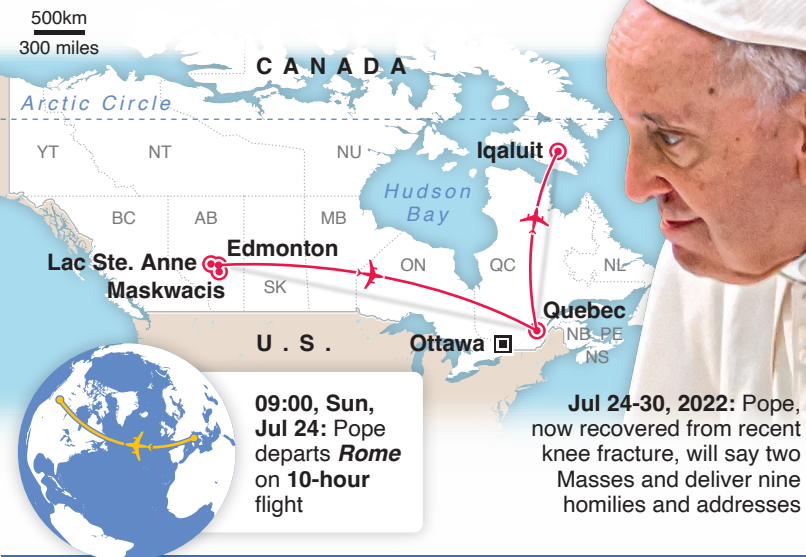 500km
300 miles
CANADA
Arctic Circle
YT
NT
NU
Iqaluit
Hudson
Bay
BC
AB
MB
Lac Ste. Anne
Edmonton
Maskwacis
SK
ON
QC
NL
Quebec
NB PE
NS
U.S.
Ottawa
09:00, Sun,
Jul 24: Pope
departs Rome
on 10-hour
flight
Jul 24-30, 2022: Pope,
now recovered from recent
knee fracture, will say two
Masses and deliver nine
homilies and addresses